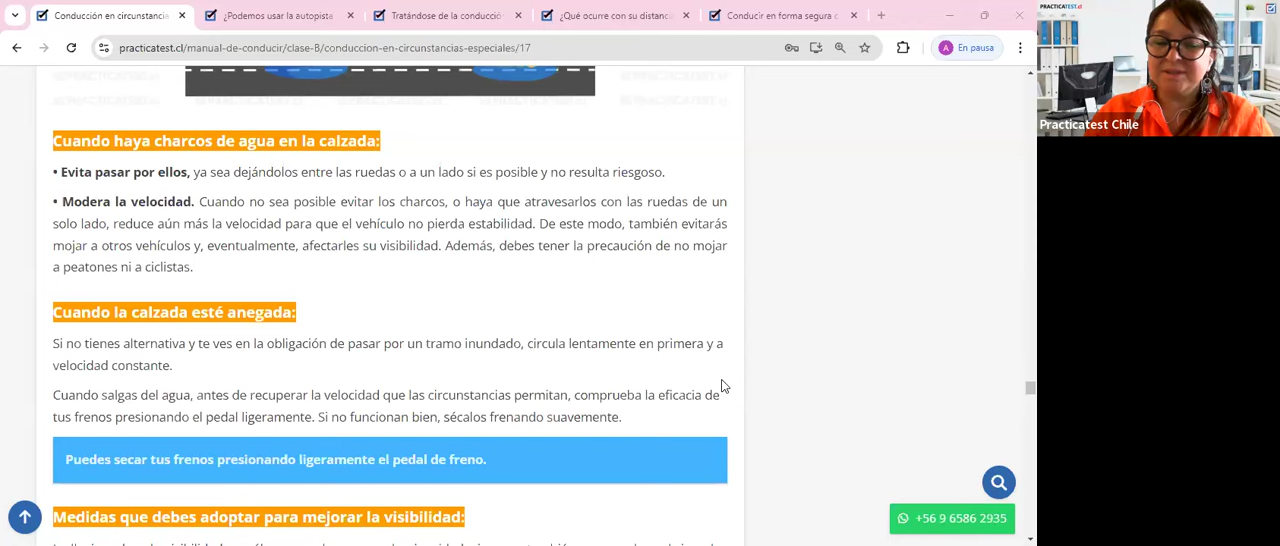 Conducción en circunstancia
¿Podemos usar la autopista
Tratándose de la conducció
¿Qué ocurre con su distanc
Conducir en forma segura c
practicatest.cl/manual-de-conducir/clase-B/conduccion-en-circunstancias-especiales/17
A En pausa
PRACTICATEST.cl
Practicatest Chile
Cuando haya charcos de agua en la calzada:
• Evita pasar por ellos, ya sea dejándolos entre las ruedas o a un lado si es posible y no resulta riesgoso.
• Modera la velocidad. Cuando no sea posible evitar los charcos, o haya que atravesarlos con las ruedas de un
solo lado, reduce aún más la velocidad para que el vehículo no pierda estabilidad. De este modo, también evitarás
mojar a otros vehículos y, eventualmente, afectarles su visibilidad. Además, debes tener la precaución de no mojar
a peatones ni a ciclistas.
Cuando la calzada esté anegada:
Si no tienes alternativa y te ves en la obligación de pasar por un tramo inundado, circula lentamente en primera y a
velocidad constante.
Cuando salgas del agua, antes de recuperar la velocidad que las circunstancias permitan, comprueba la eficacia de
tus frenos presionando el pedal ligeramente. Si no funcionan bien, sécalos frenando suavemente.
Puedes secar tus frenos presionando ligeramente el pedal de freno.
+56 9 6586 2935
Medidas que debes adoptar para mejorar la visibilidad: